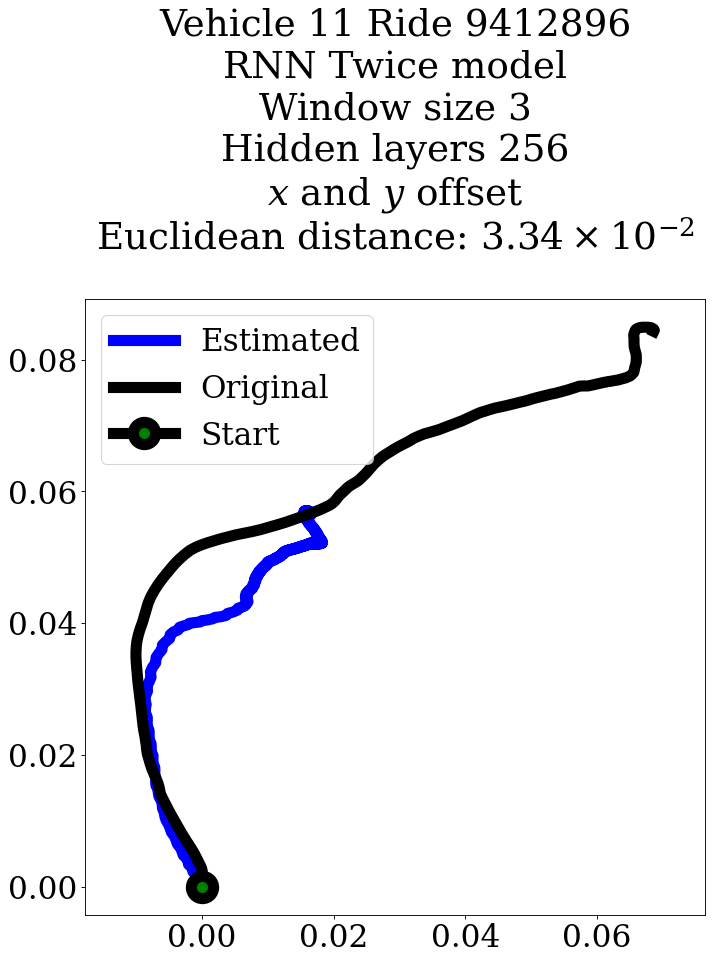 Vehicle 11 Ride 9412896
RNN Twice model
Window size 3
Hidden layers 256
x and y offset
Euclidean distance: 3.34 × 10⁻²
Estimated
Original
Start
0.08
0.06
0.04
0.02
0.00
0.00 0.02 0.04 0.06